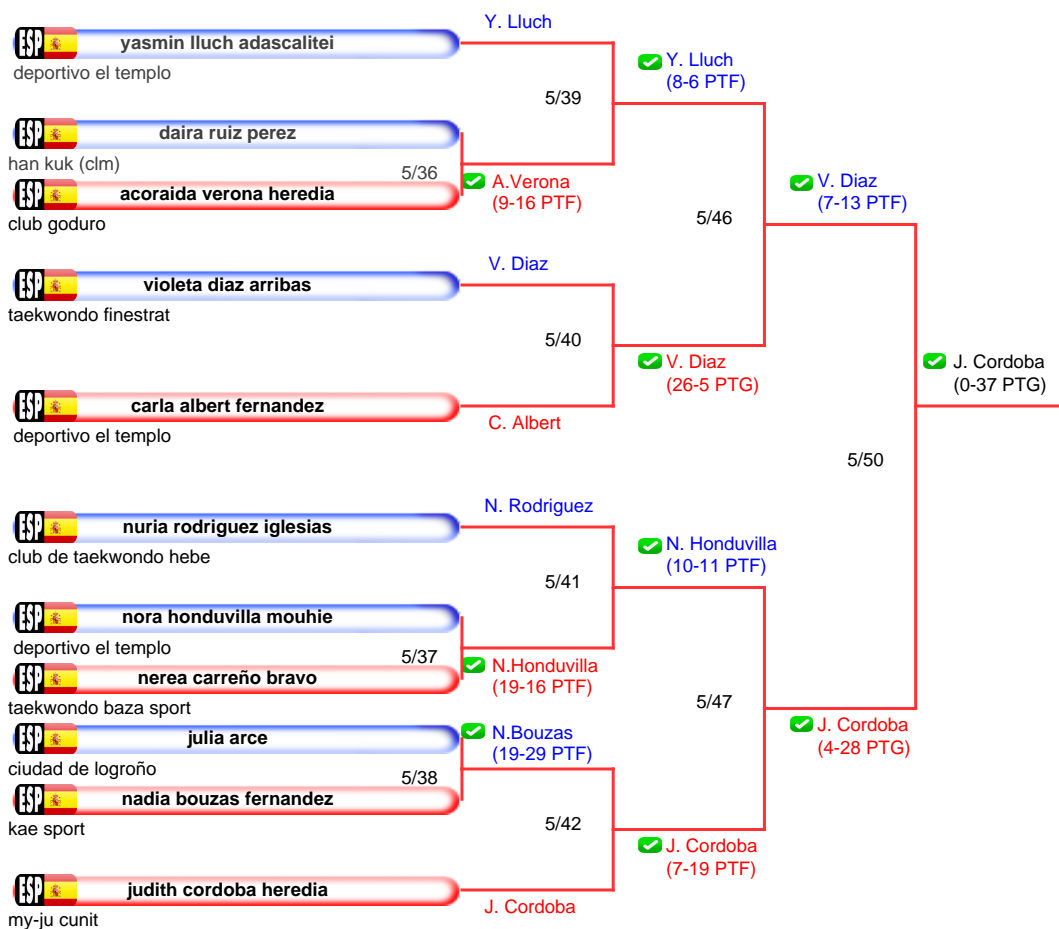 Y. Lluch
ESP yasmin lluch adascalitei
deportivo el templo
Y. Lluch
(8-6 PTF)
5/39
ESP daira ruiz perez
han kuk (clm)
5/36
A.Verona
(9-16 PTF)
ESP acoraida verona heredia
club goduro
V. Diaz
(7-13 PTF)
5/46
V. Diaz
ESP violeta diaz arribas
taekwondo finestrat
5/40
V. Diaz
(26-5 PTG)
J. Cordoba
(0-37 PTG)
ESP carla albert fernandez
C. Albert
deportivo el templo
5/50
N. Rodriguez
ESP nuria rodriguez iglesias
club de taekwondo hebe
N. Honduvilla
(10-11 PTF)
5/41
ESP nora honduvilla mouhie
deportivo el templo
5/37
N.Honduvilla
(19-16 PTF)
ESP nerea carreño bravo
taekwondo baza sport
5/47
J. Cordoba
(4-28 PTG)
N.Bouzas
(19-29 PTF)
ESP julia arce
ciudad de logroño
5/38
ESP nadia bouzas fernandez
kae sport
5/42
J. Cordoba
(7-19 PTF)
ESP judith cordoba heredia
J. Cordoba
my-ju cunit